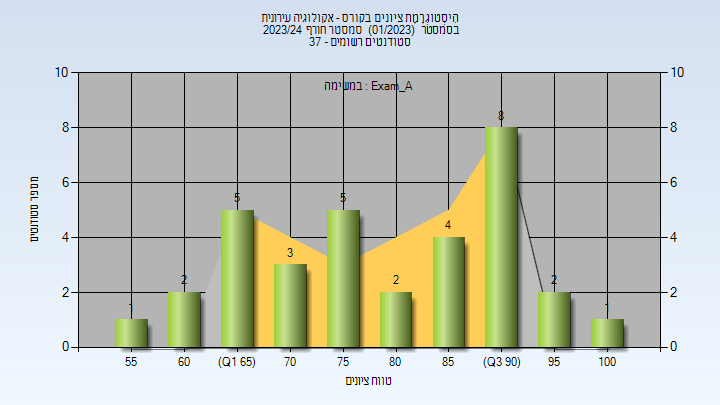 היסטוגרמת ציונים בקורס - אקולוגיה עירונית
בסמסטר (01/2023) סמסטר חורף 2023/24
סטודנטים רשומים - 37
במשימה : Exam_A
מספר סטודנטים
10 10
8 8
6 6
4 4
2 2
0 0
1 2 5 3 5 2 4 8 2 1
55 60 (Q1 65) 70 75 80 85 (Q3 90) 95 100
טווח ציונים